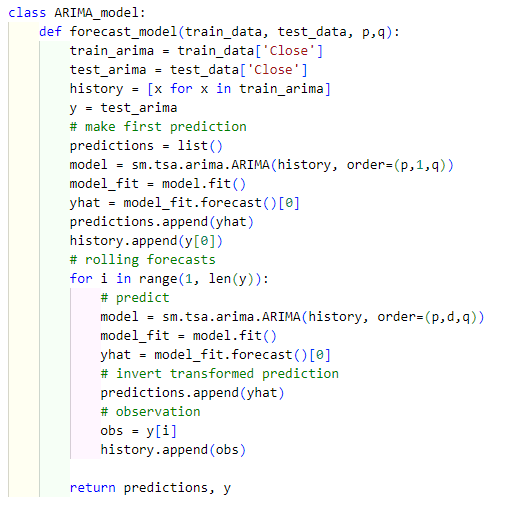 class ARIMA_model:
    def forecast_model(train_data, test_data, p,q):
        train_arima = train_data['Close']
        test_arima = test_data['Close']
        history = [x for x in train_arima]
        y = test_arima
        # make first prediction
        predictions = list()
        model = sm.tsa.arima.ARIMA(history, order=(p,1,q))
        model_fit = model.fit()
        yhat = model_fit.forecast()[0]
        predictions.append(yhat)
        history.append(y[0])
        # rolling forecasts
        for i in range(1, len(y)):
            # predict
            model = sm.tsa.arima.ARIMA(history, order=(p,d,q))
            model_fit = model.fit()
            yhat = model_fit.forecast()[0]
            # invert transformed prediction
            predictions.append(yhat)
            # observation
            obs = y[i]
            history.append(obs)

        return predictions, y